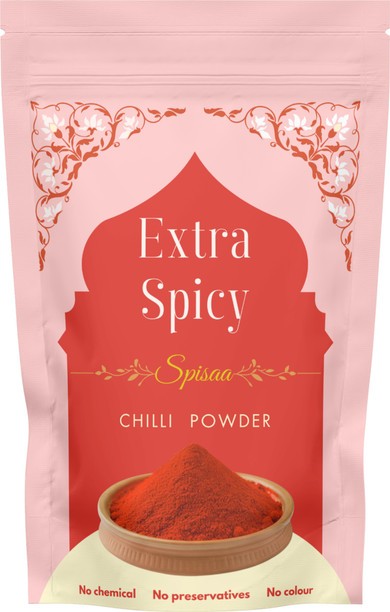 Extra
Spicy
Spisaa
CHILLI POWDER
No chemical No preservatives No colour